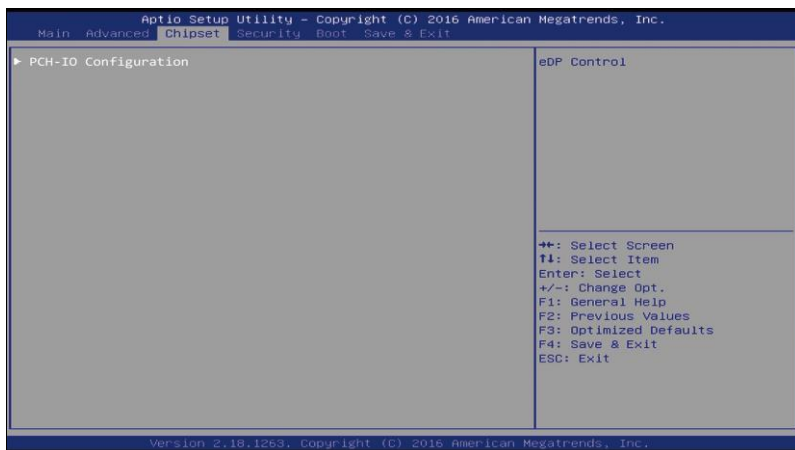 Aptio Setup Utility – Copyright (C) 2016 American Megatrends, Inc.
Main Advanced Chipset Security Boot Save & Exit
► PCH-IO Configuration
eDP Control
→←: Select Screen
↑↓: Select Item
Enter: Select
+/-: Change Opt.
F1: General Help
F2: Previous Values
F3: Optimized Defaults
F4: Save & Exit
ESC: Exit
Version 2.18.1263. Copyright (C) 2016 American Megatrends, Inc.